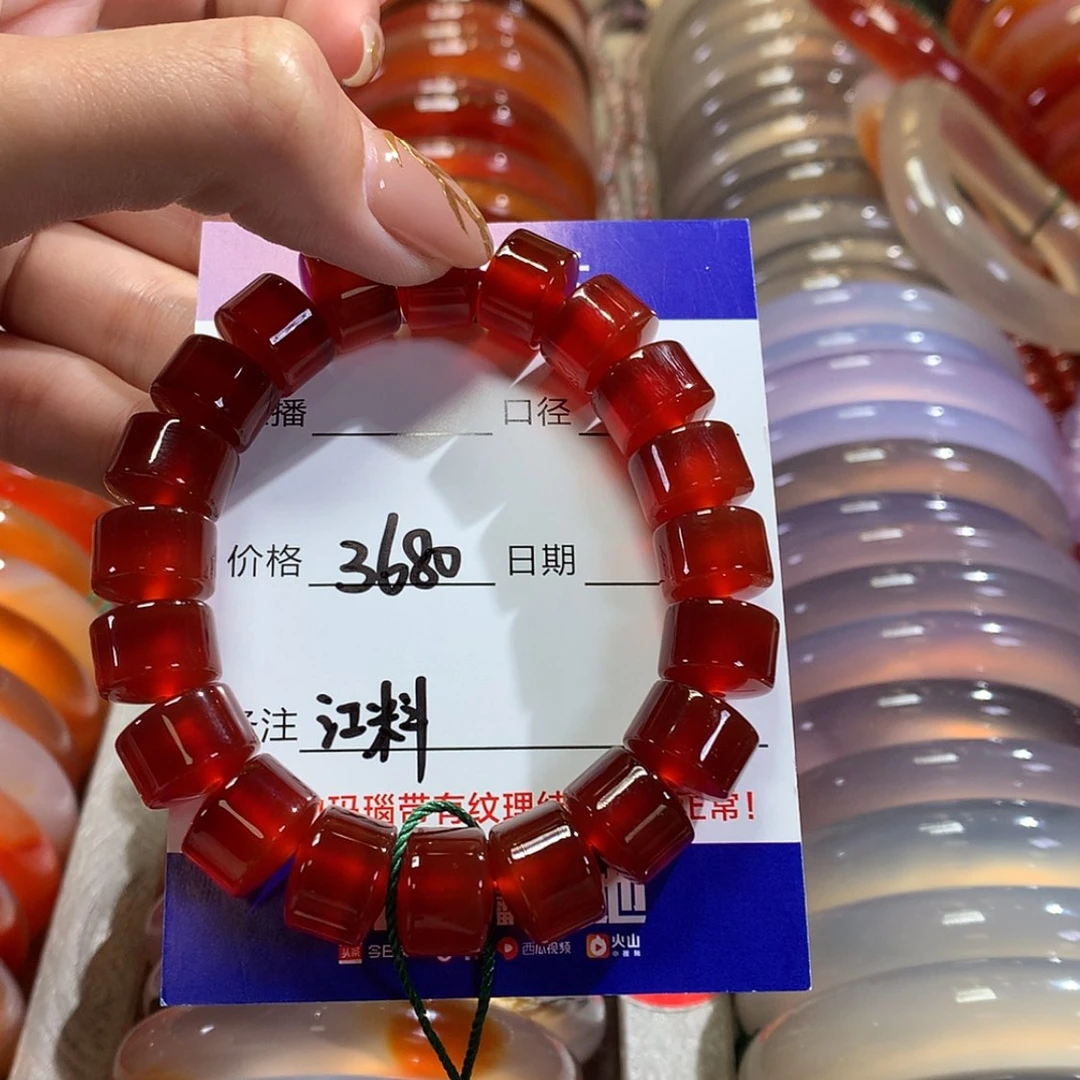 播 口径
价格 3680 日期
注 江料
玛瑙带有纹理 正常！
西瓜视频 火山